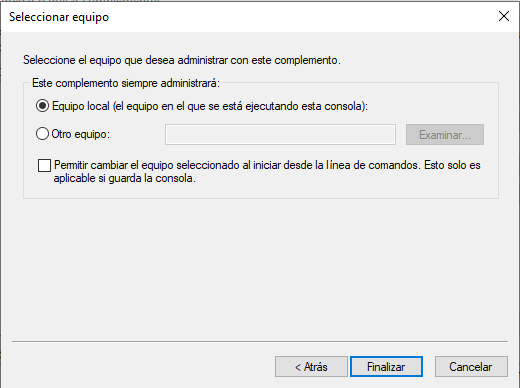 Seleccionar equipo
Seleccione el equipo que desea administrar con este complemento.
Este complemento siempre administrará:
Equipo local (el equipo en el que se está ejecutando esta consola):
Otro equipo:
Examinar...
Permitir cambiar el equipo seleccionado al iniciar desde la línea de comandos. Esto solo es
aplicable si guarda la consola.
< Atrás
Finalizar
Cancelar